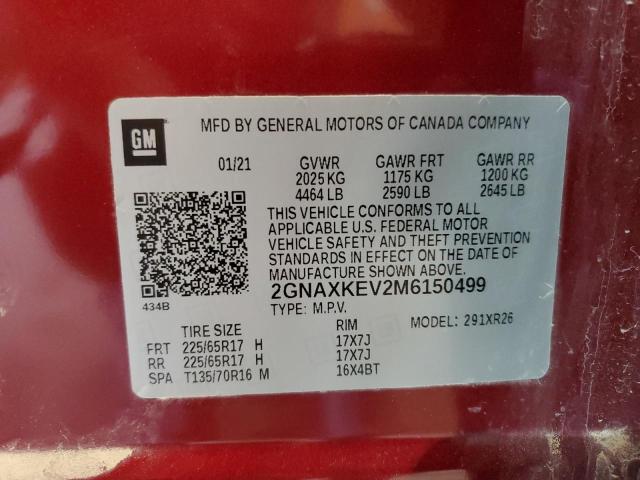 GM
MFD BY GENERAL MOTORS OF CANADA COMPANY
01/21 GVWR GAWR FRT GAWR RR
2025 KG 1175 KG 1200 KG
4464 LB 2590 LB 2645 LB
THIS VEHICLE CONFORMS TO ALL
APPLICABLE U.S. FEDERAL MOTOR
VEHICLE SAFETY AND THEFT PREVENTION
STANDARDS IN EFFECT ON THE DATE OF
MANUFACTURE SHOWN ABOVE.
434B
2GNAXKEV2M6150499
TYPE: M.P.V. MODEL: 291XR26
TIRE SIZE RIM
FRT 225/65R17 H 17X7J
RR 225/65R17 H 17X7J
SPA T135/70R16 M 16X4BT